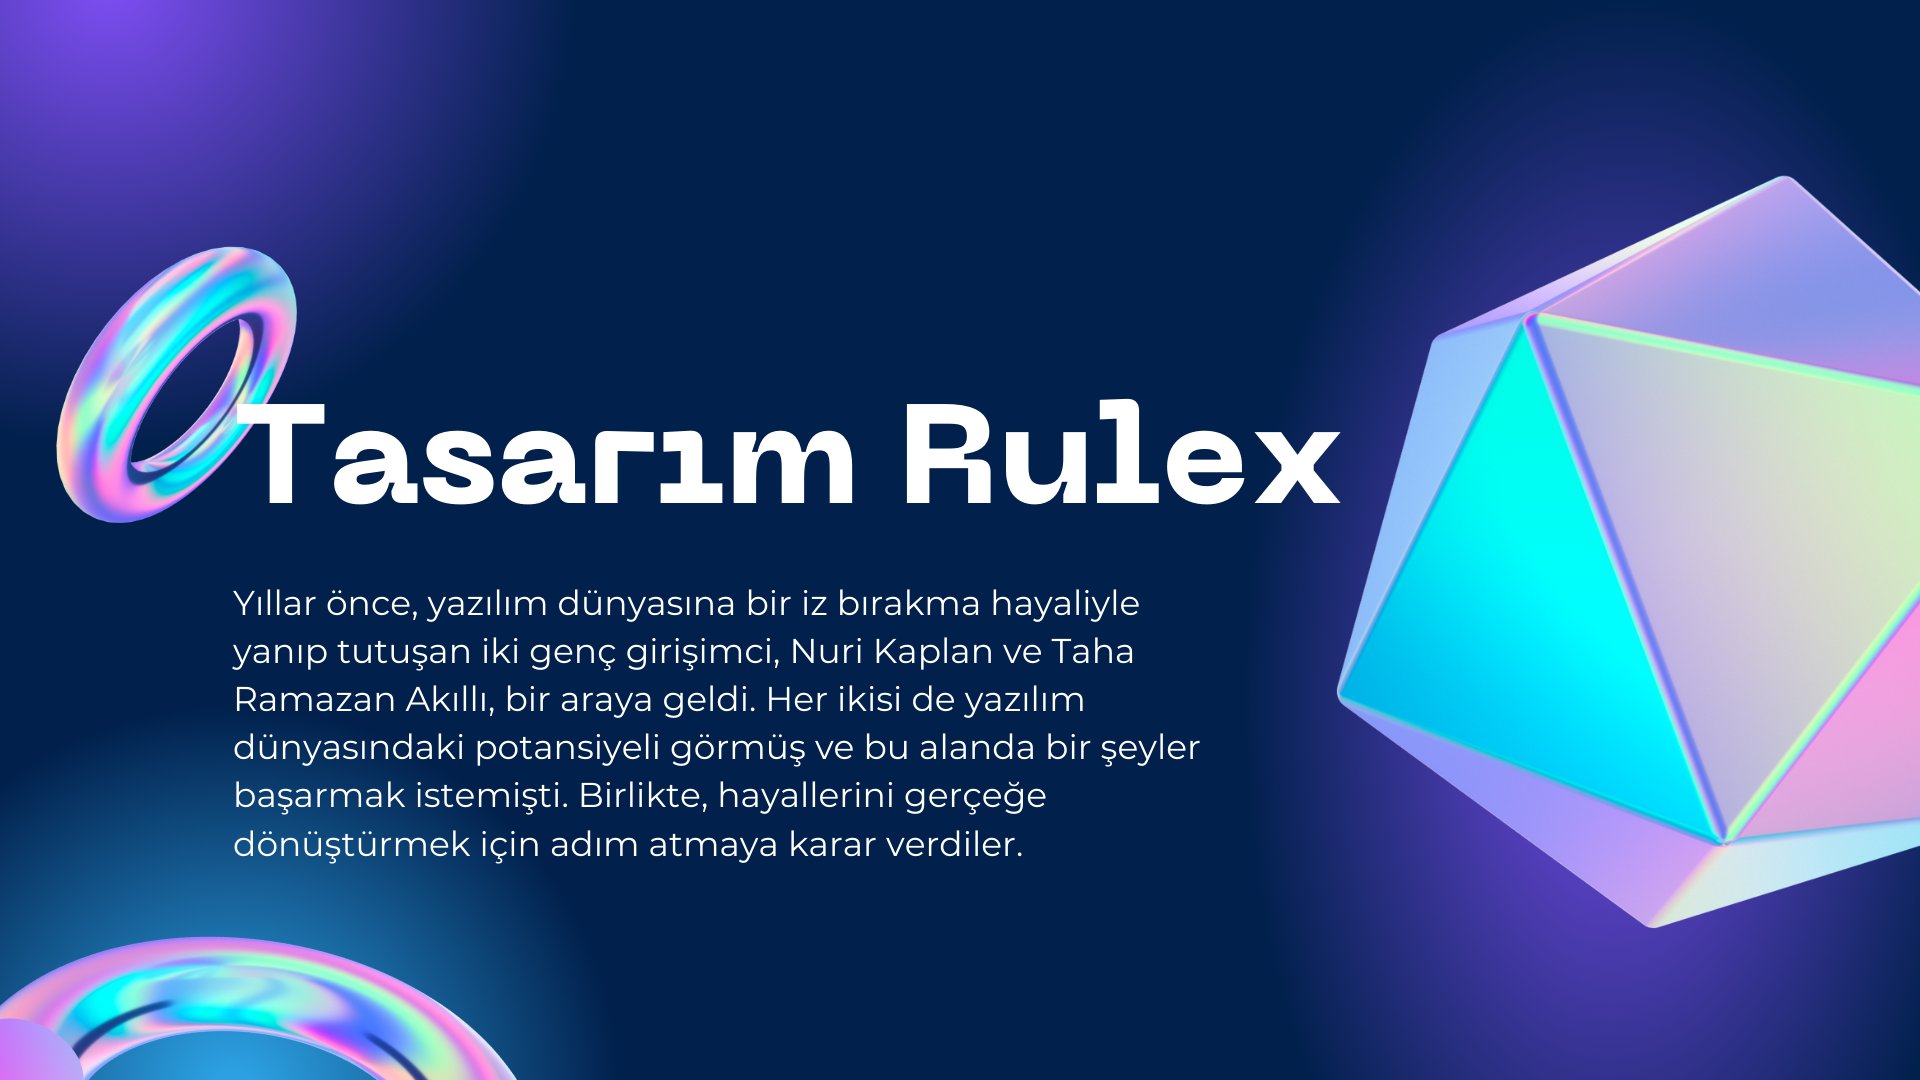 Tasarım Rulex
Yıllar önce, yazılım dünyasına bir iz bırakma hayaliyle
yanıp tutuşan iki genç girişimci, Nuri Kaplan ve Taha
Ramazan Akıllı, bir araya geldi. Her ikisi de yazılım
dünyasındaki potansiyeli görmüş ve bu alanda bir şeyler
başarmak istemişti. Birlikte, hayallerini gerçeğe
dönüştürmek için adım atmaya karar verdiler.